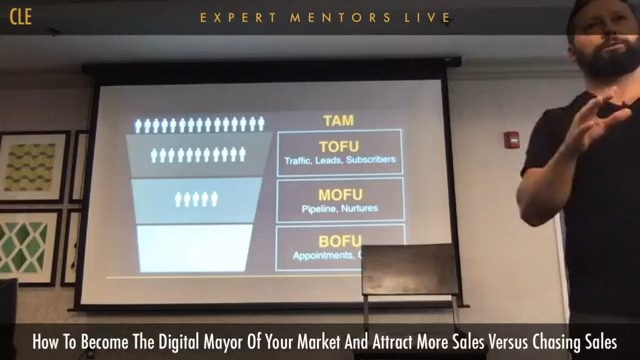 CLE
EXPERT MENTORS LIVE
TAM
TOFU
Traffic, Leads, Subscribers
MOFU
Pipeline, Nurtures
BOFU
Appointments,
How To Become The Digital Mayor Of Your Market And Attract More Sales Versus Chasing Sales